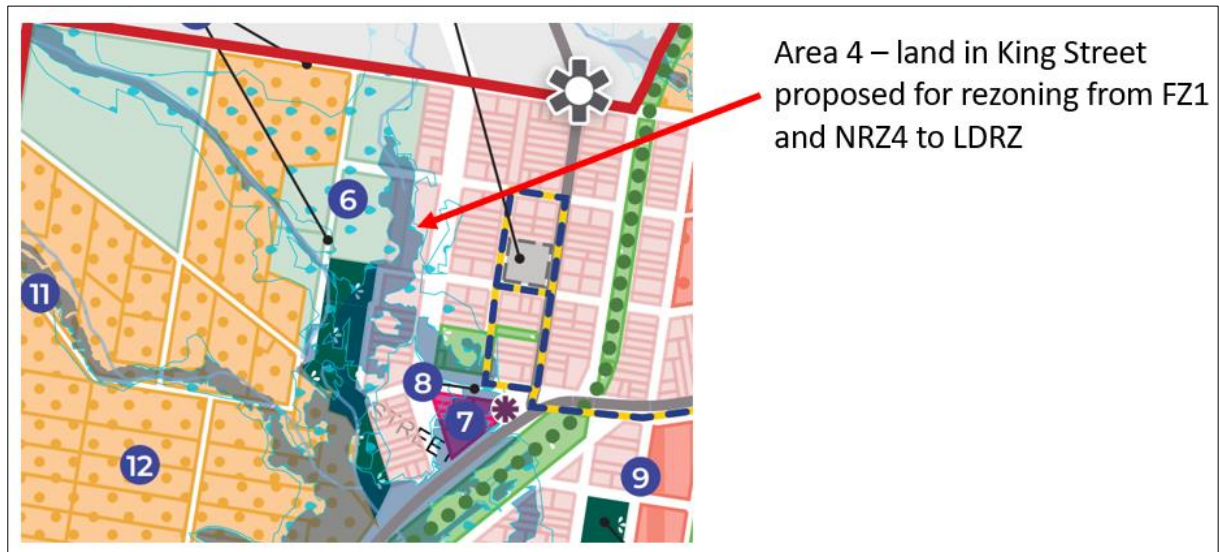 Area 4 – land in King Street
proposed for rezoning from FZ1
and NRZ4 to LDRZ
6
11
8
7
STREET
12
9